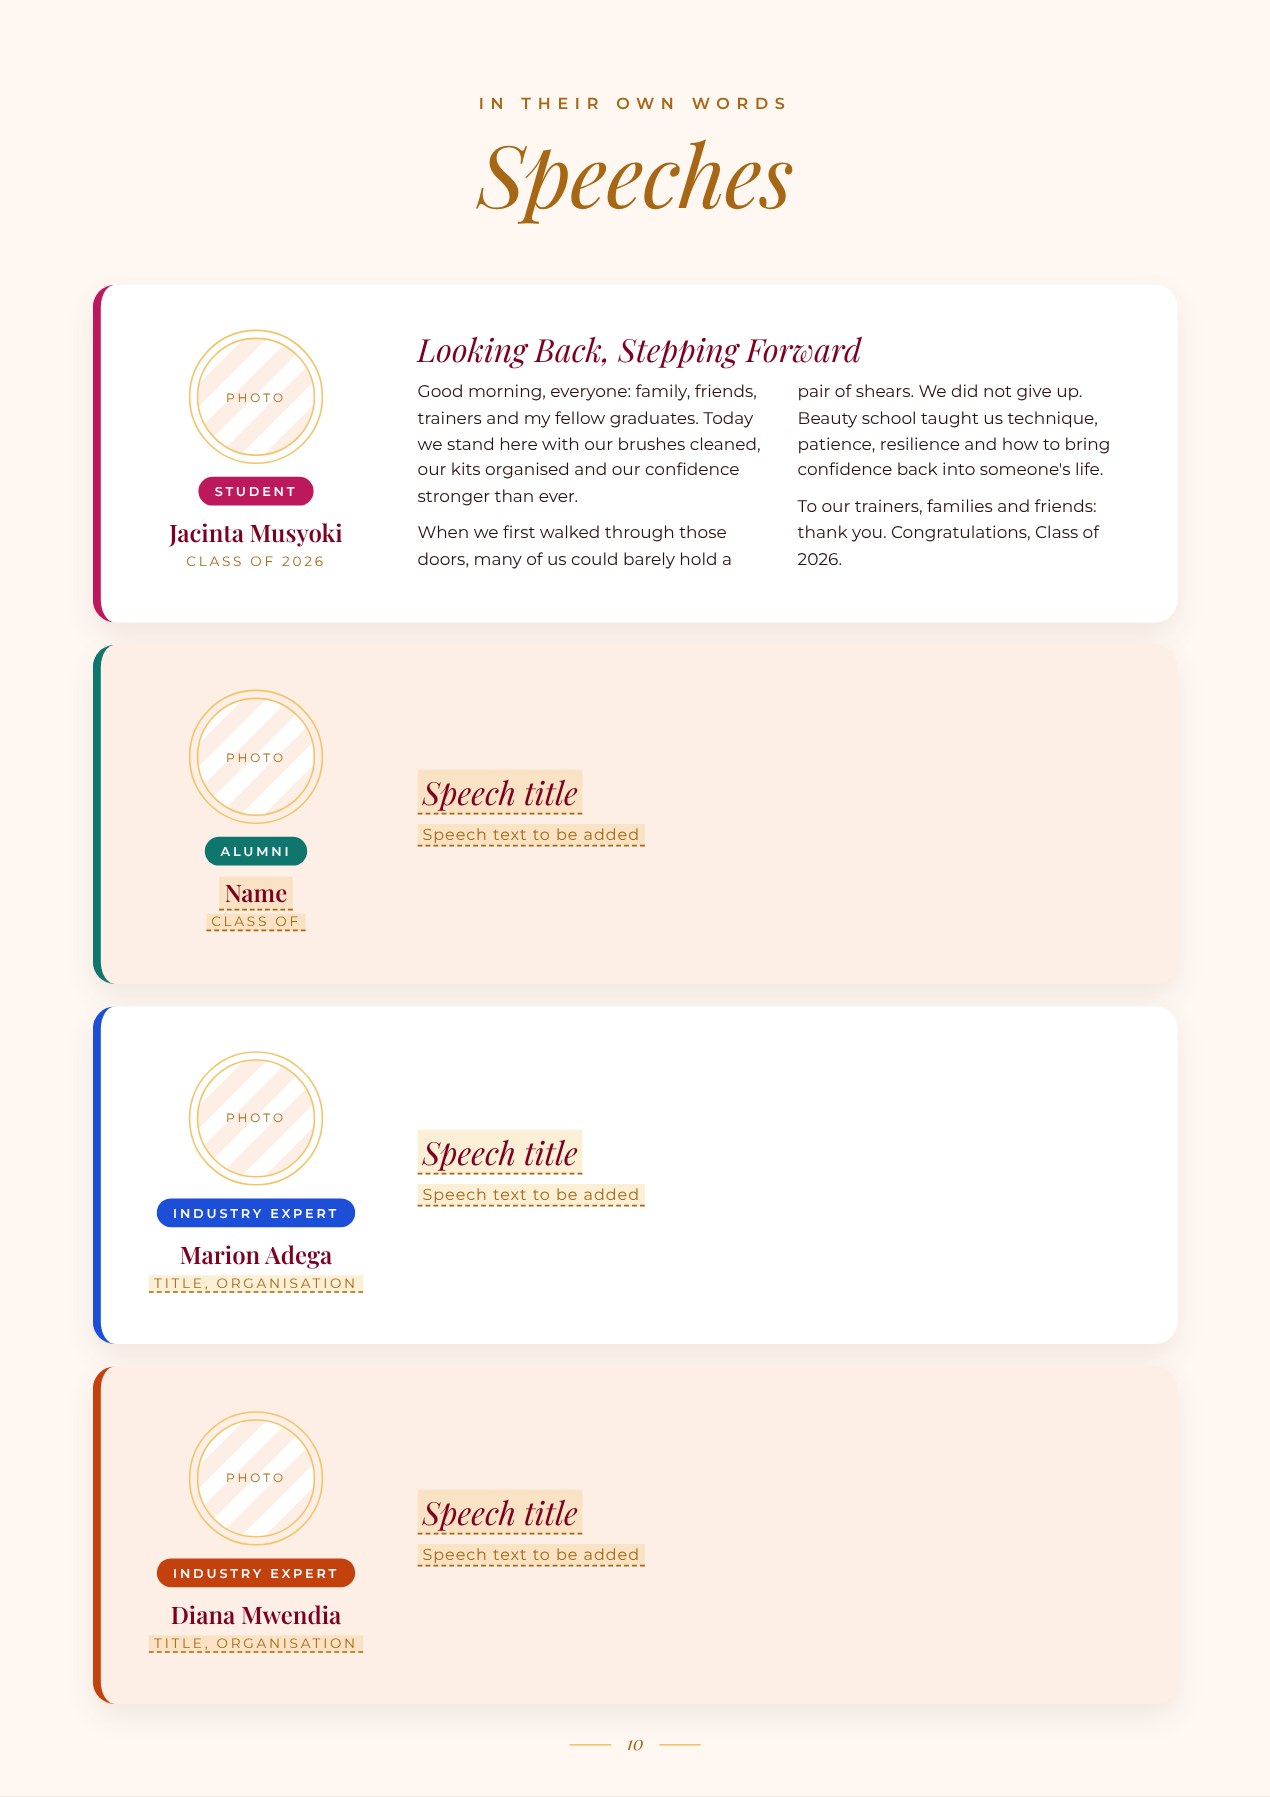 IN THEIR OWN WORDS
Speeches
PHOTO
STUDENT
Jacinta Musyoki
CLASS OF 2026
Looking Back, Stepping Forward
Good morning, everyone: family, friends,
trainers and my fellow graduates. Today
we stand here with our brushes cleaned,
our kits organised and our confidence
stronger than ever.
When we first walked through those
doors, many of us could barely hold a
pair of shears. We did not give up.
Beauty school taught us technique,
patience, resilience and how to bring
confidence back into someone's life.
To our trainers, families and friends:
thank you. Congratulations, Class of
2026.
PHOTO
ALUMNI
Name
CLASS OF
Speech title
Speech text to be added
PHOTO
INDUSTRY EXPERT
Marion Adega
TITLE, ORGANISATION
Speech title
Speech text to be added
PHOTO
INDUSTRY EXPERT
Diana Mwendia
TITLE, ORGANISATION
Speech title
Speech text to be added
10